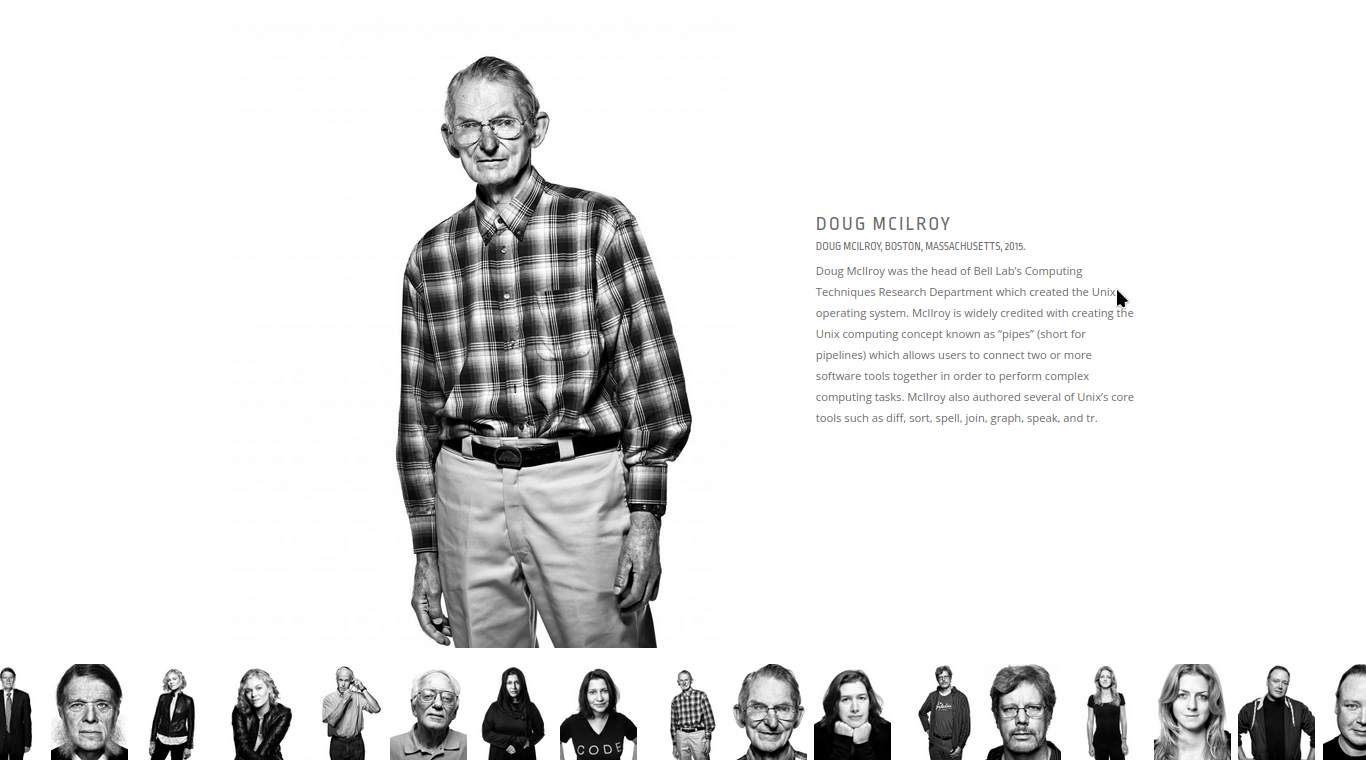 DOUG MCILROY
DOUG MCILROY, BOSTON, MASSACHUSETTS, 2015.
Doug McIlroy was the head of Bell Lab’s Computing
Techniques Research Department which created the Unix
operating system. McIlroy is widely credited with creating the
Unix computing concept known as “pipes” (short for
pipelines) which allows users to connect two or more
software tools together in order to perform complex
computing tasks. McIlroy also authored several of Unix’s core
tools such as diff, sort, spell, join, graph, speak, and tr.
CODE